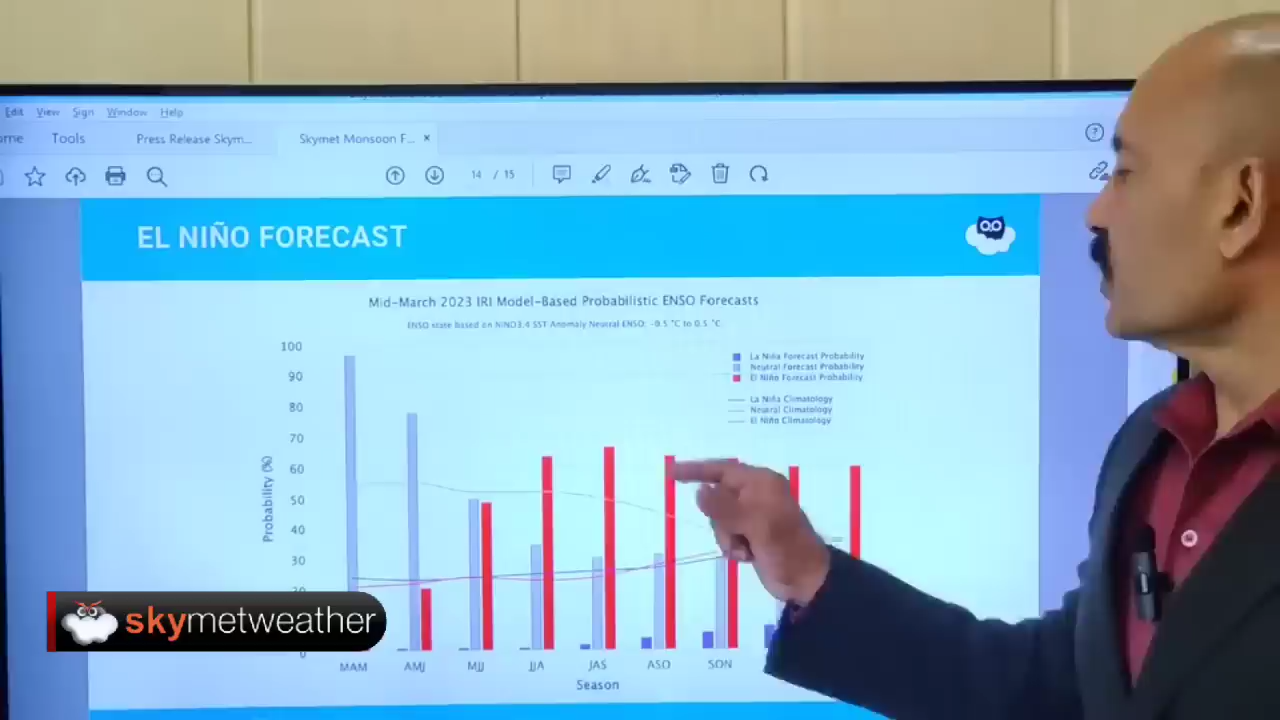 Edit View Sign Window Help
ome Tools Press Release Skym... Skymet Monsoon F... ×
?
14 / 15
EL NIÑO FORECAST
Mid-March 2023 IRI Model-Based Probabilistic ENSO Forecasts
ENSO state based on NINO3.4 SST Anomaly Neutral ENSO: -0.5 °C to 0.5 °C
La Niña Forecast Probability
Neutral Forecast Probability
El Niño Forecast Probability
La Niña Climatology
Neutral Climatology
El Niño Climatology
Probability (%)
100
90
80
70
60
50
40
30
20
0
MAM AMJ MJJ JJA JAS ASO SON
Season
skymetweather